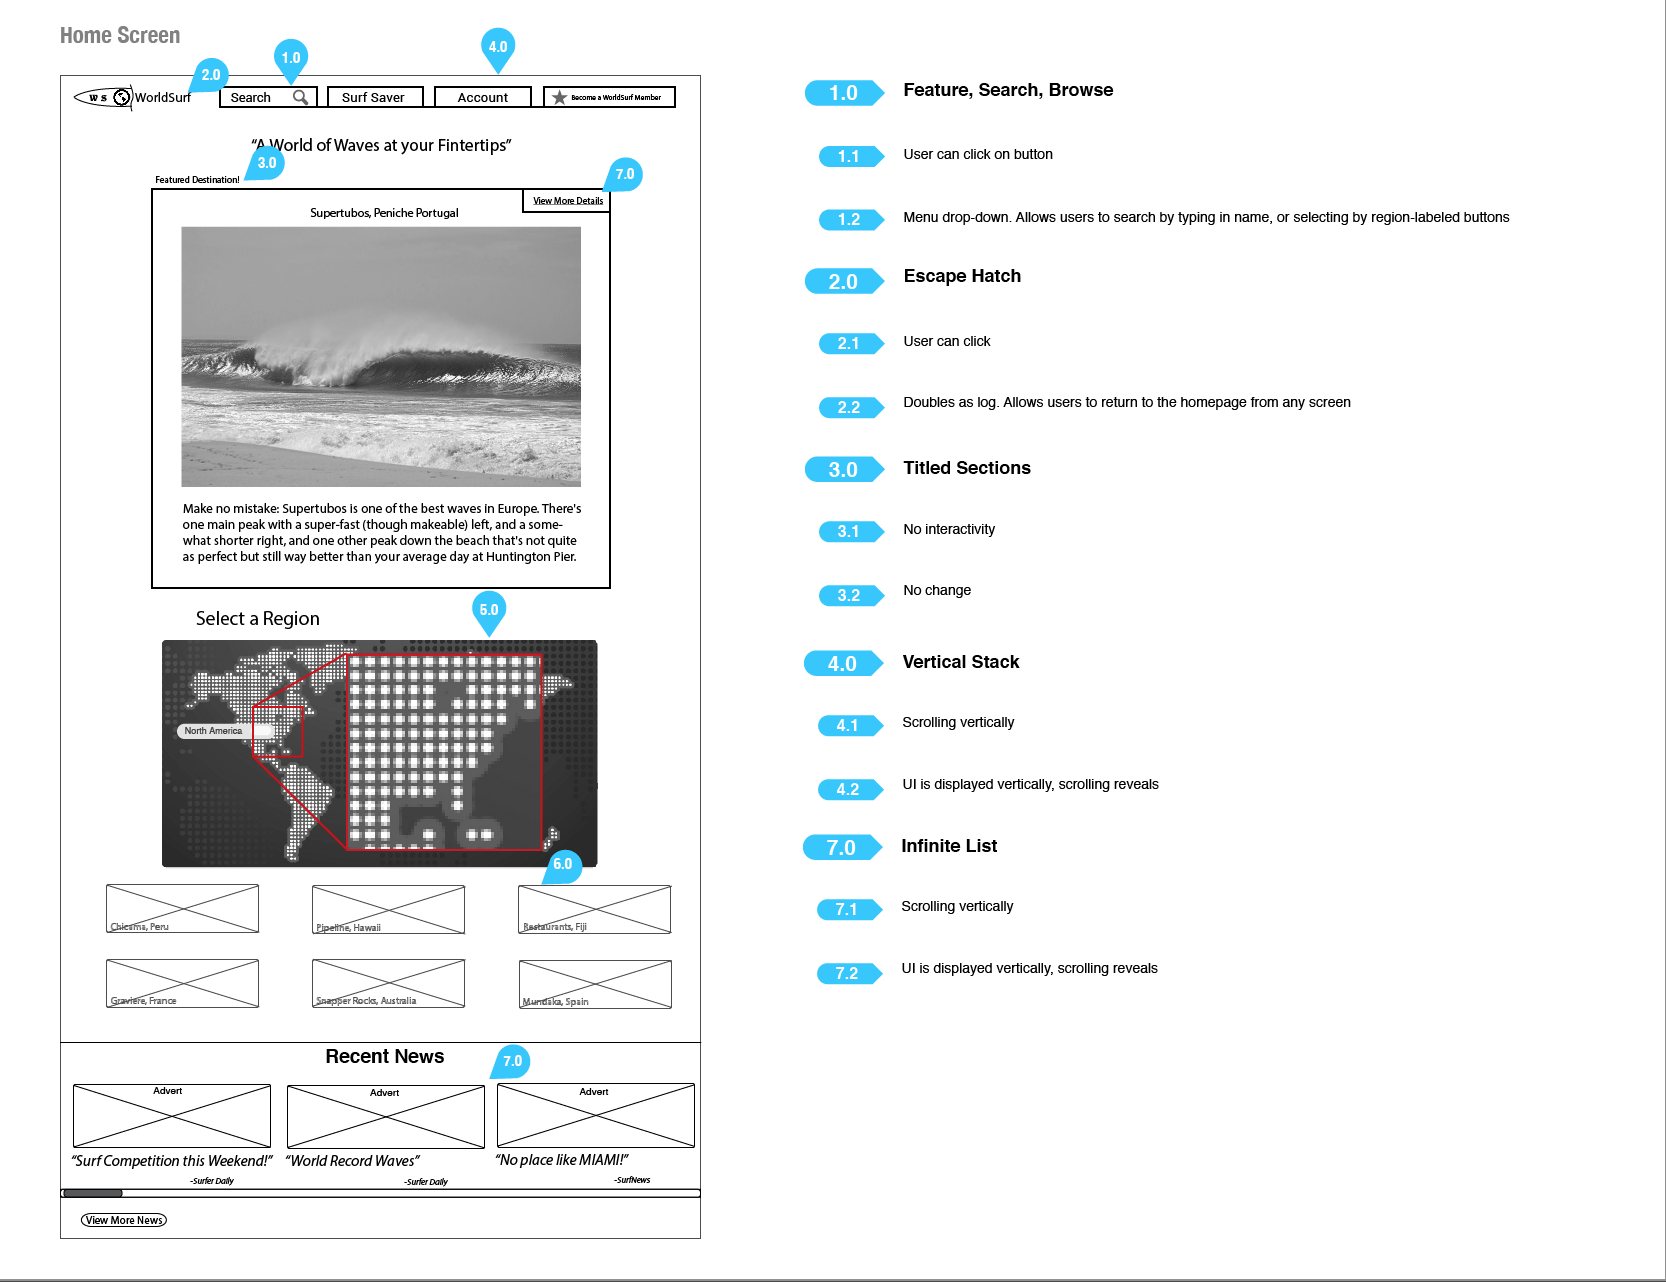 Home Screen
1.0
4.0
2.0
W S
WorldSurf
Search
Surf Saver
Account
Become a WorldSurf Member
“A World of Waves at your Fintertips”
3.0
7.0
Featured Destination!
View More Details
Supertubos, Peniche Portugal
Make no mistake: Supertubos is one of the best waves in Europe. There's
one main peak with a super-fast (though makeable) left, and a some-
what shorter right, and one other peak down the beach that's not quite
as perfect but still way better than your average day at Huntington Pier.
5.0
Select a Region
North America
6.0
Chicama, Peru
Pipeline, Hawaii
Restaurants, Fiji
Graviere, France
Snapper Rocks, Australia
Mundaka, Spain
Recent News
7.0
Advert
Advert
Advert
“Surf Competition this Weekend!”
“World Record Waves”
“No place like MIAMI!”
-Surfer Daily
-Surfer Daily
-SurfNews
View More News
1.0 Feature, Search, Browse
1.1 User can click on button
1.2 Menu drop-down. Allows users to search by typing in name, or selecting by region-labeled buttons
2.0 Escape Hatch
2.1 User can click
2.2 Doubles as log. Allows users to return to the homepage from any screen
3.0 Titled Sections
3.1 No interactivity
3.2 No change
4.0 Vertical Stack
4.1 Scrolling vertically
4.2 UI is displayed vertically, scrolling reveals
7.0 Infinite List
7.1 Scrolling vertically
7.2 UI is displayed vertically, scrolling reveals